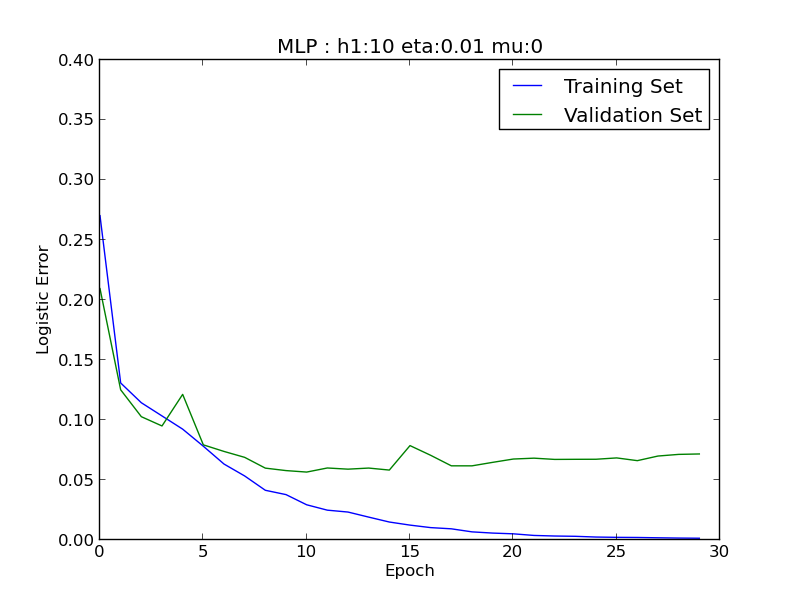 MLP : h1:10 eta:0.01 mu:0
Training Set
Validation Set
0.40
0.35
0.30
0.25
0.20
0.15
0.10
0.05
0.00
Logistic Error
0 5 10 15 20 25 30
Epoch